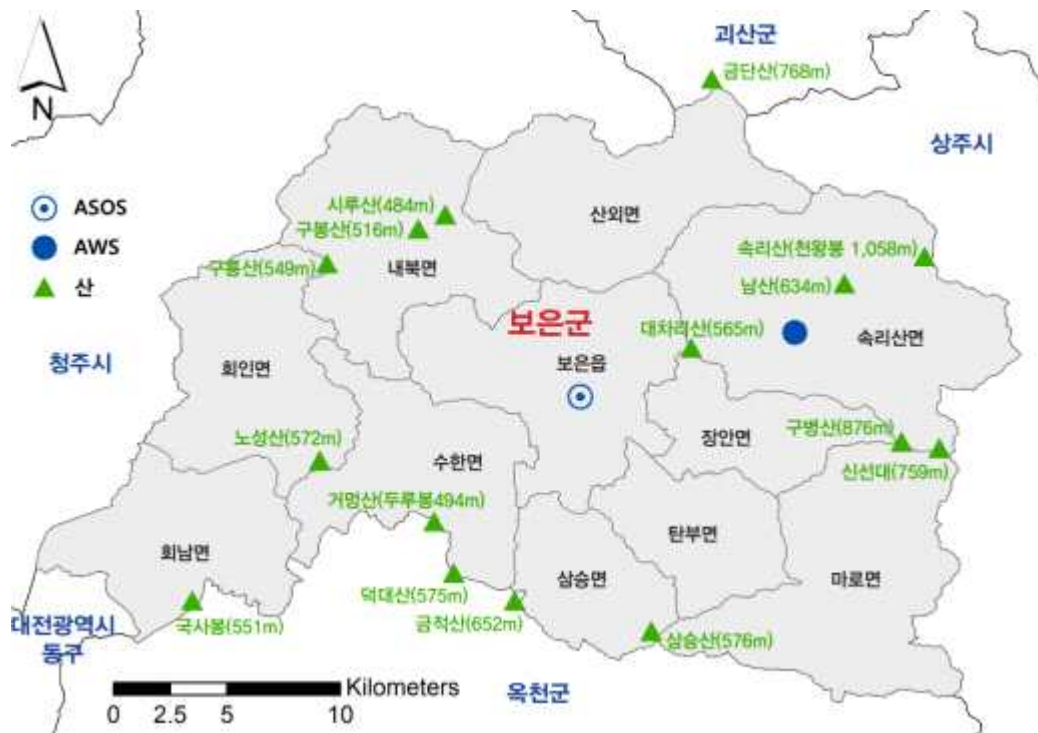 괴산군
금단산(768m)
상주시
N
ASOS
AWS
산
시루산(484m)
구봉산(516m)
산외면
구룡산(549m)
내북면
속리산(천왕봉 1,058m)
남산(634m)
보은군
대차리산(565m)
속리산면
청주시
회인면
보은읍
노성산(572m)
수한면
장안면
구병산(876m)
신선대(759m)
거멍산(두루봉494m)
회남면
탄부면
삼승면
마로면
덕대산(575m)
금적산(652m)
국사봉(551m)
대전광역시
동구
삼승산(576m)
옥천군
Kilometers
0 2.5 5 10